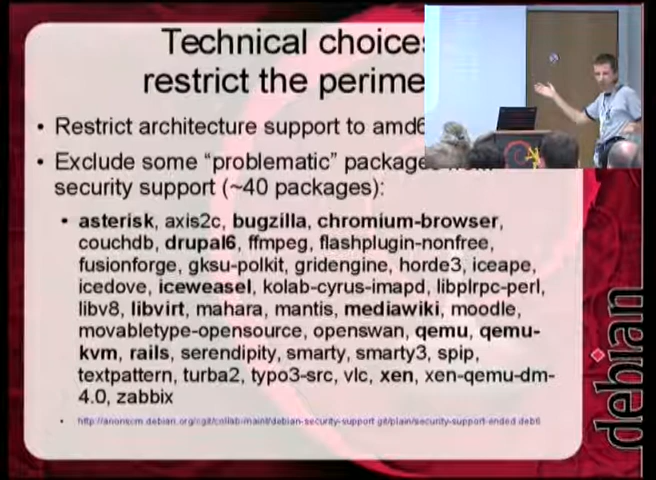 Technical choices
restrict the perime
• Restrict architecture support to amd6
• Exclude some “problematic” packages from
security support (~40 packages):
• asterisk, axis2c, bugzilla, chromium-browser,
couchdb, drupal6, ffmpeg, flashplugin-nonfree,
fusionforge, gksu-polkit, gridengine, horde3, iceape,
icedove, iceweasel, kolab-cyrus-imapd, libplrpc-perl,
libv8, libvirt, mahara, mantis, mediawiki, moodle,
movabletype-opensource, openswan, qemu, qemu-
kvm, rails, serendipity, smarty, smarty3, spip,
textpattern, turba2, typo3-src, vlc, xen, xen-qemu-dm-
4.0, zabbix
• http://anonscm.debian.org/cgit/collab-maint/debian-security-support.git/plain/security-support-ended.deb6
debian